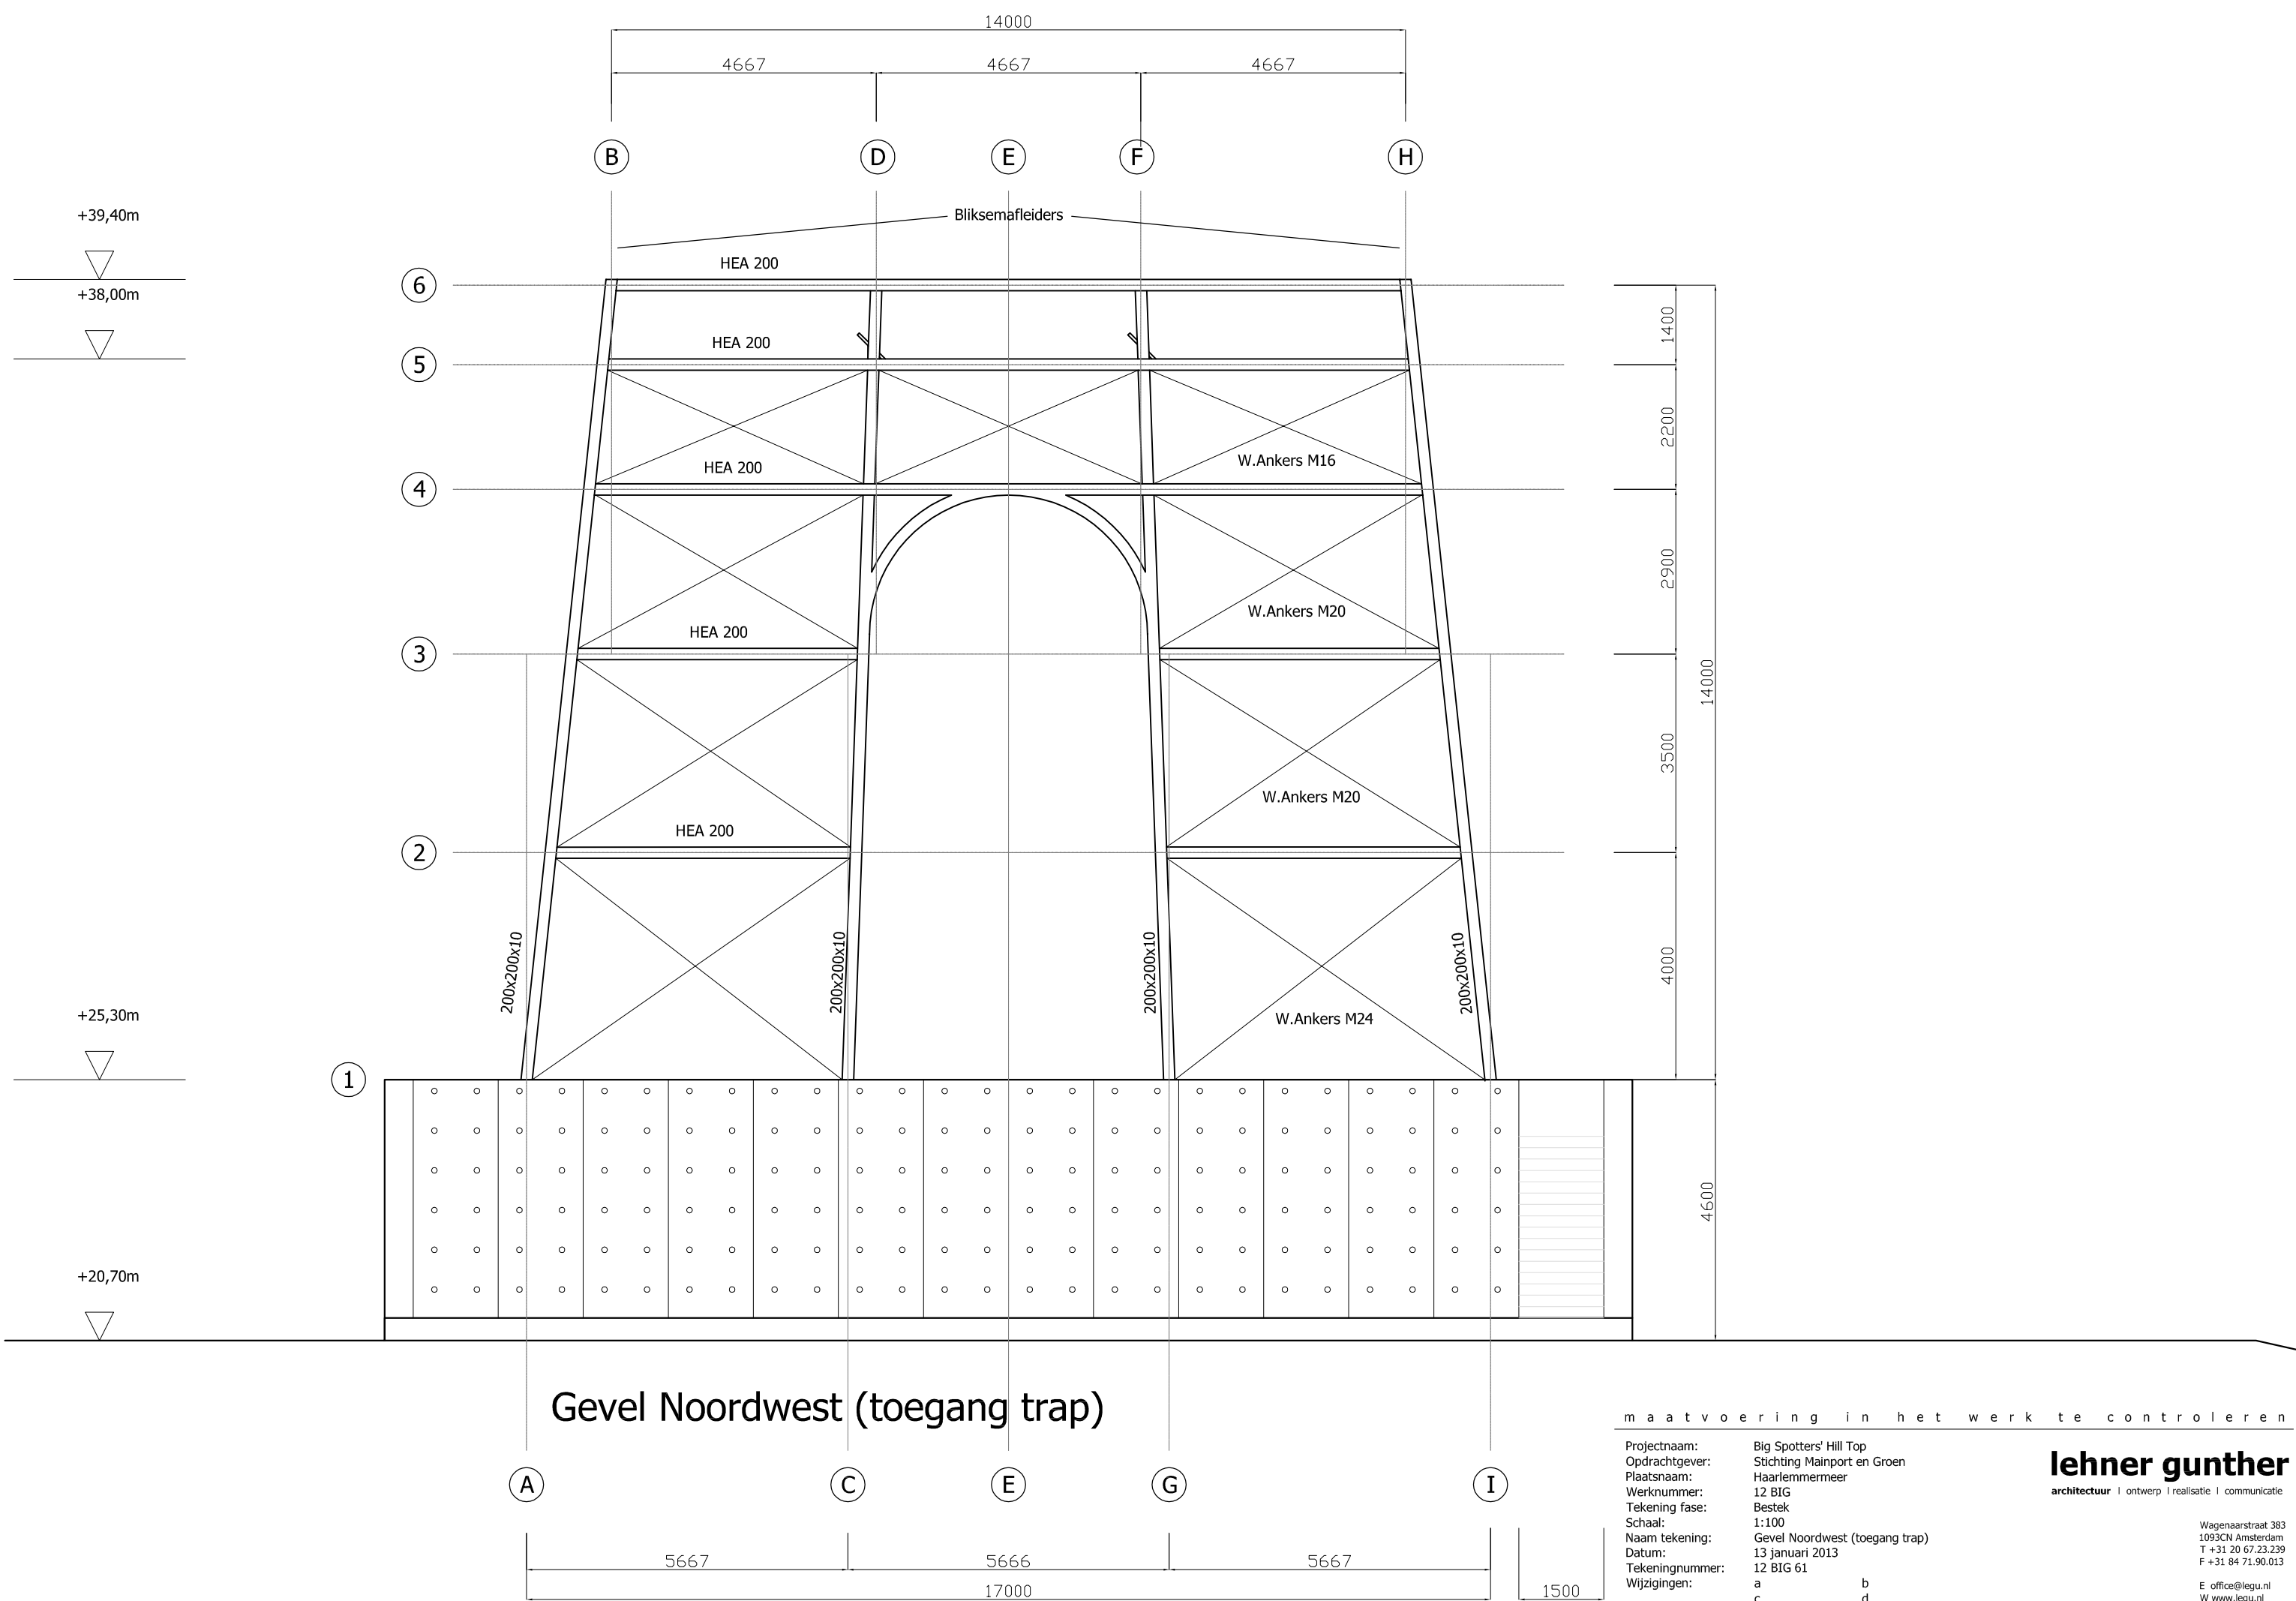 14000
4667 4667 4667
B D E F H
Bliksemafleiders
+39,40m
HEA 200
6
+38,00m
1400
HEA 200
5
2200
HEA 200
W.Ankers M16
4
2900
W.Ankers M20
HEA 200
3
14000
3500
W.Ankers M20
HEA 200
2
200x200x10 200x200x10 200x200x10 200x200x10
4000
W.Ankers M24
+25,30m
1
4600
+20,70m
Gevel Noordwest (toegang trap)
A C E G I
5667 5666 5667
17000 1500
maatvoering in het werk te controleren
Projectnaam: Big Spotters' Hill Top
Opdrachtgever: Stichting Mainport en Groen
Plaatsnaam: Haarlemmermeer
Werknummer: 12 BIG
Tekening fase: Bestek
Schaal: 1:100
Naam tekening: Gevel Noordwest (toegang trap)
Datum: 13 januari 2013
Tekeningnummer: 12 BIG 61
Wijzigingen: a b
c d
lehner gunther
architectuur | ontwerp | realisatie | communicatie
Wagenaarstraat 383
1093CN Amsterdam
T +31 20 67.23.239
F +31 84 71.90.013
E office@legu.nl
W www.legu.nl